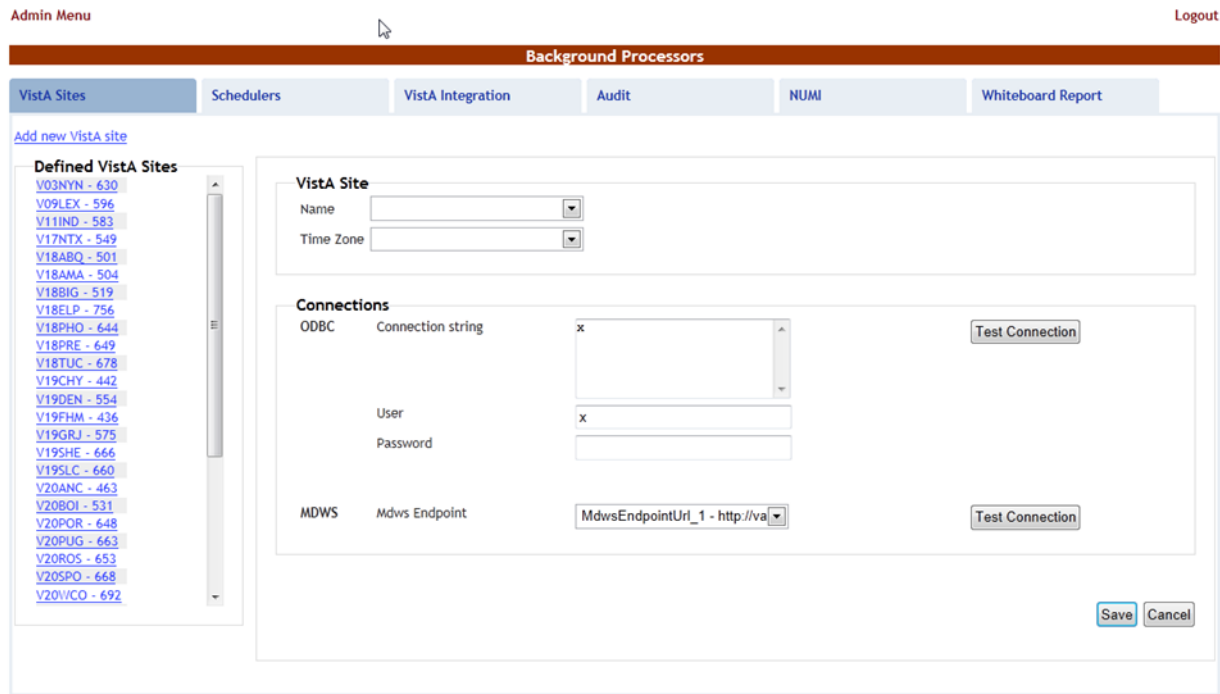 Admin Menu Logout
Background Processors
VistA Sites Schedulers VistA Integration Audit NUMI Whiteboard Report
Add new VistA site
Defined VistA Sites
V03NYN - 630
V09LEX - 596
V11IND - 583
V17NTX - 549
V18ABQ - 501
V18AMA - 504
V18BIG - 519
V18ELP - 756
V18PHO - 644
V18PRE - 649
V18TUC - 678
V19CHY - 442
V19DEN - 554
V19FHM - 436
V19GRJ - 575
V19SHE - 666
V19SLC - 660
V20ANC - 463
V20BOI - 531
V20POR - 648
V20PUG - 663
V20ROS - 653
V20SPO - 668
V20WCO - 692
VistA Site
Name
Time Zone
Connections
ODBC Connection string x Test Connection
User x
Password
MDWS Mdws Endpoint MdwsEndpointUrl_1 - http://va Test Connection
Save Cancel